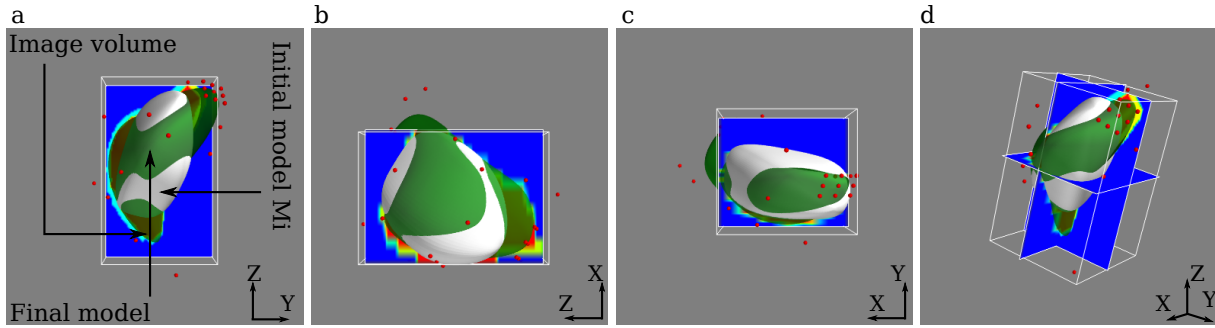 a
b
c
d
Image volume
Initial model Mi
Final model
Z
Y
X
Z
Y
X
Z
X
Y